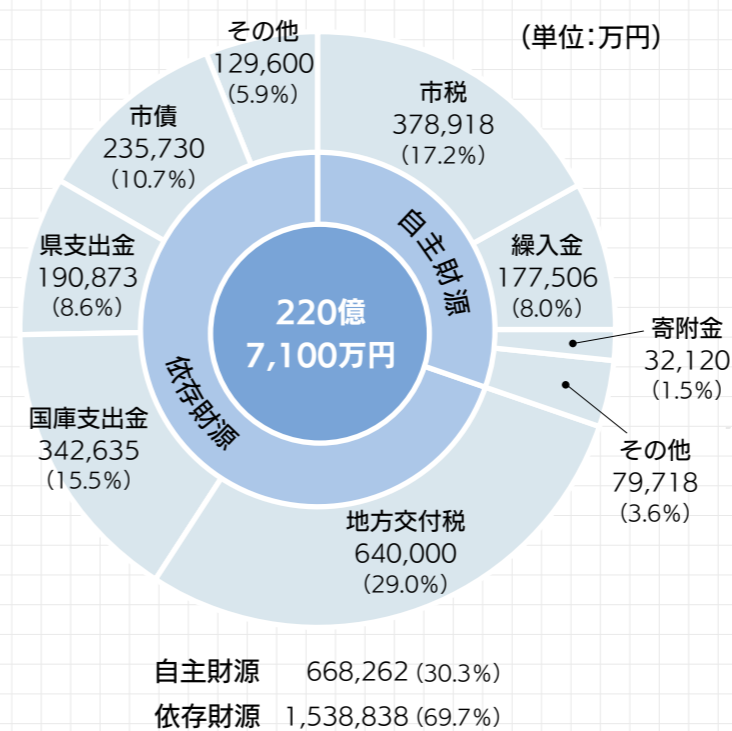 （単位：万円）
市税
378,918
（17.2％）
繰入金
177,506
（8.0％）
寄附金
32,120
（1.5％）
その他
79,718
（3.6％）
地方交付税
640,000
（29.0％）
国庫支出金
342,635
（15.5％）
県支出金
190,873
（8.6％）
市債
235,730
（10.7％）
その他
129,600
（5.9％）
自主財源
依存財源
220億
7,100万円
自主財源 668,262（30.3％）
依存財源 1,538,838（69.7％）